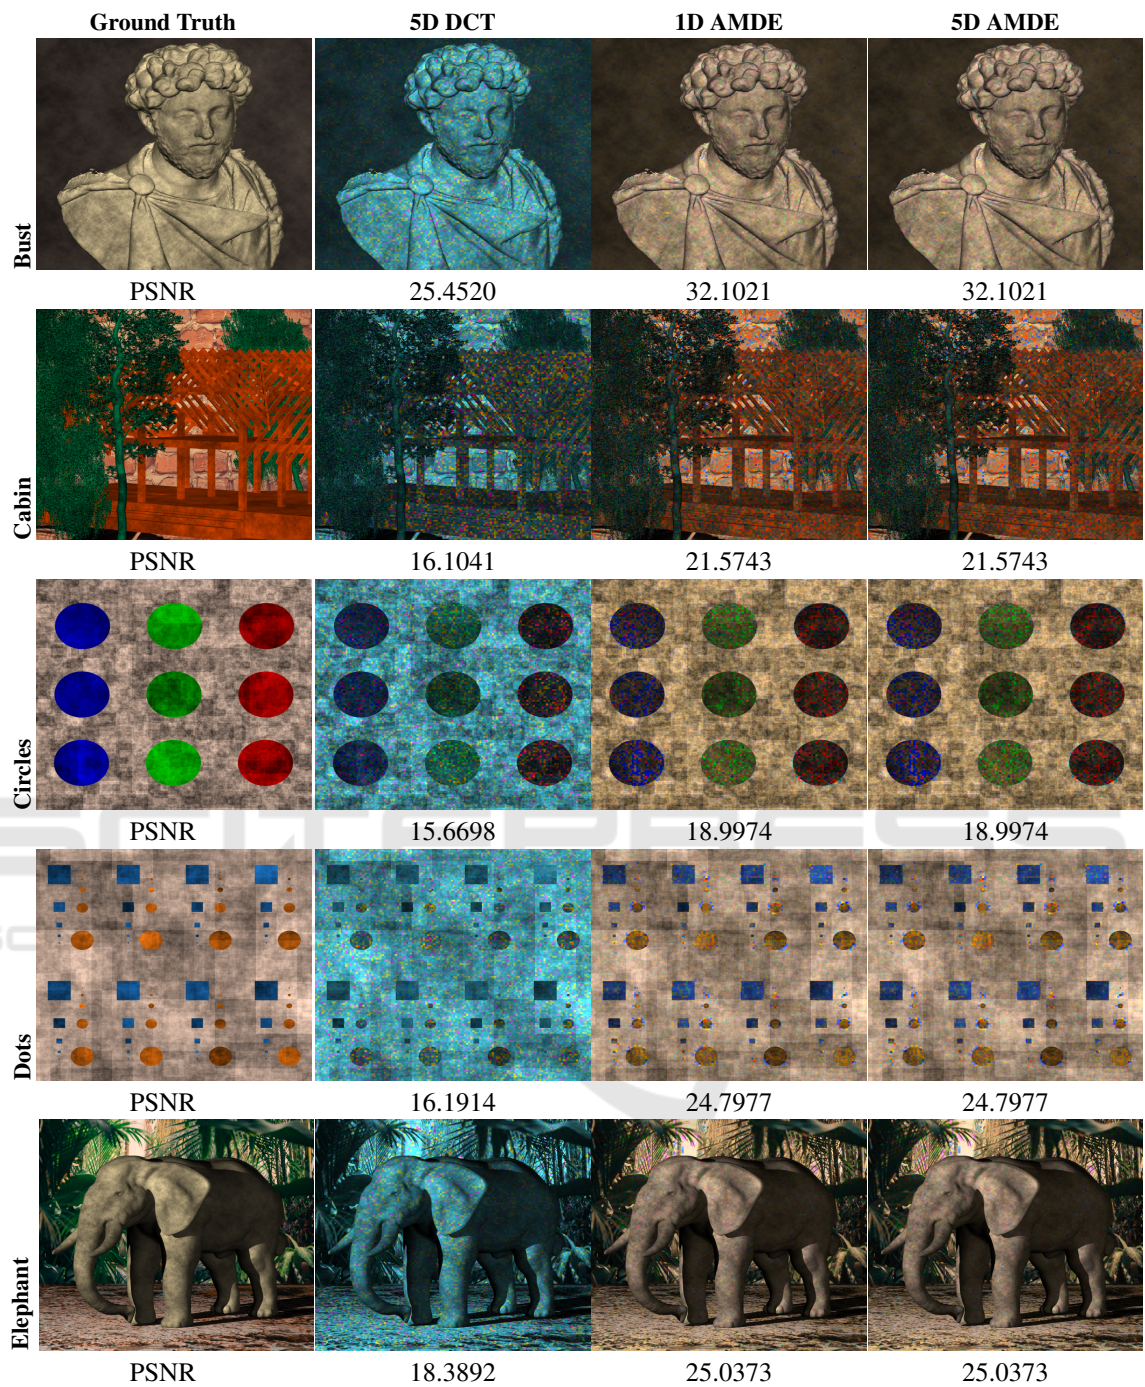 Ground Truth 5D DCT 1D AMDE 5D AMDE
Bust
PSNR 25.4520 32.1021 32.1021
Cabin
PSNR 16.1041 21.5743 21.5743
Circles
PSNR 15.6698 18.9974 18.9974
SCITEPRESS
Dots
PSNR 16.1914 24.7977 24.7977
Elephant
PSNR 18.3892 25.0373 25.0373